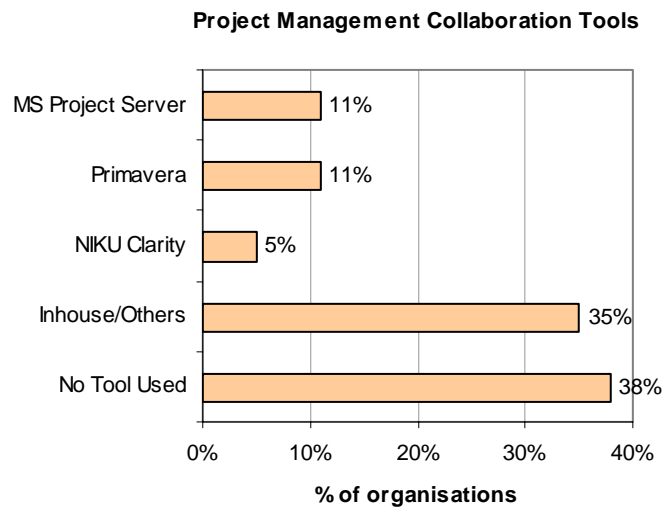 Project Management Collaboration Tools
MS Project Server
11%
Primavera
11%
NIKU Clarity
5%
Inhouse/Others
35%
No Tool Used
38%
0%
10%
20%
30%
40%
% of organisations